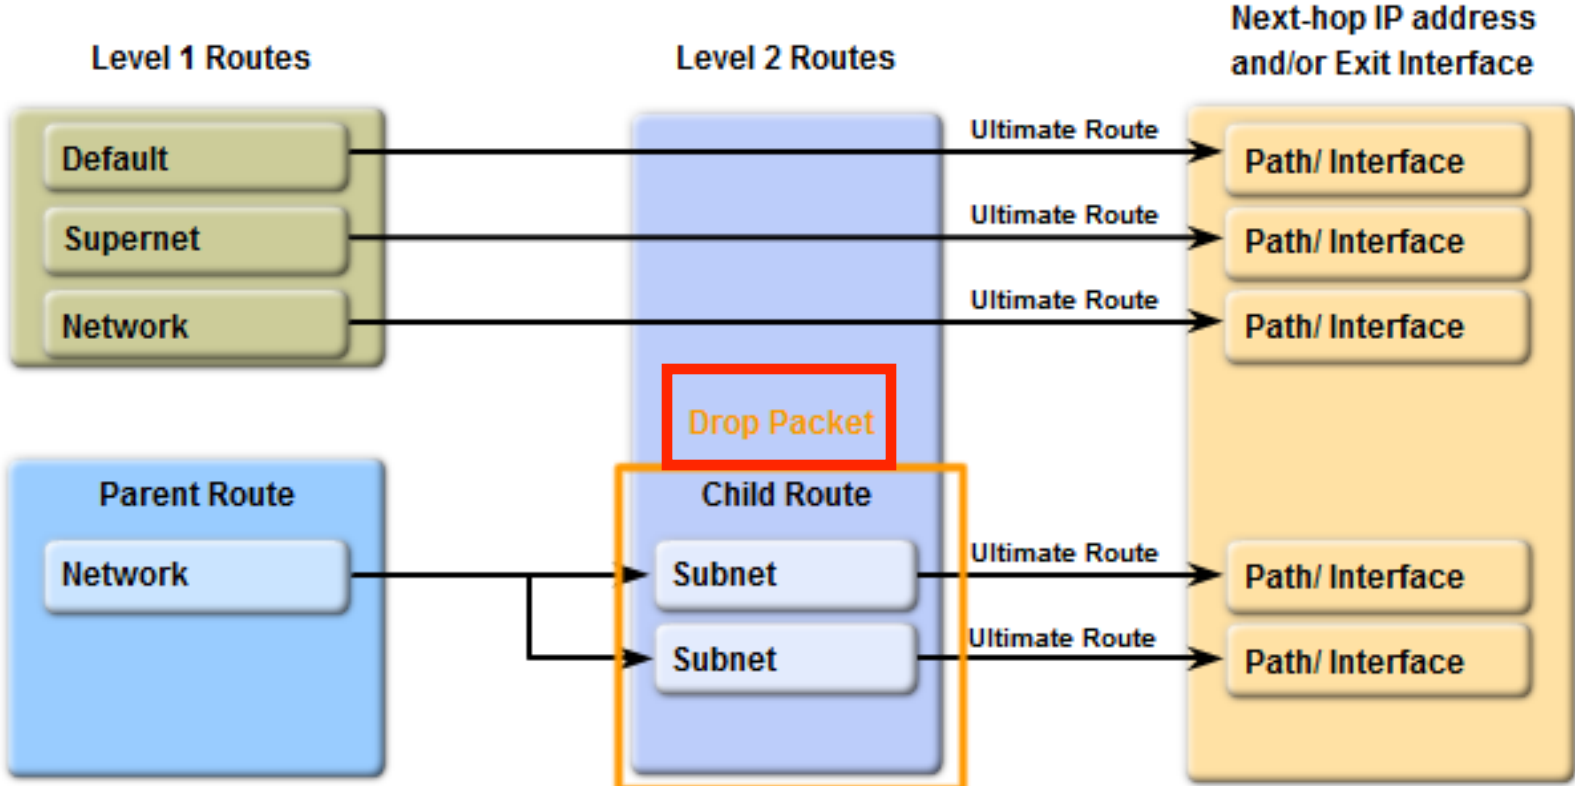 Level 1 Routes
Level 2 Routes
Next-hop IP address
and/or Exit Interface
Default
Ultimate Route
Path/ Interface
Supernet
Ultimate Route
Path/ Interface
Network
Ultimate Route
Path/ Interface
Drop Packet
Parent Route
Child Route
Network
Subnet
Ultimate Route
Path/ Interface
Subnet
Ultimate Route
Path/ Interface